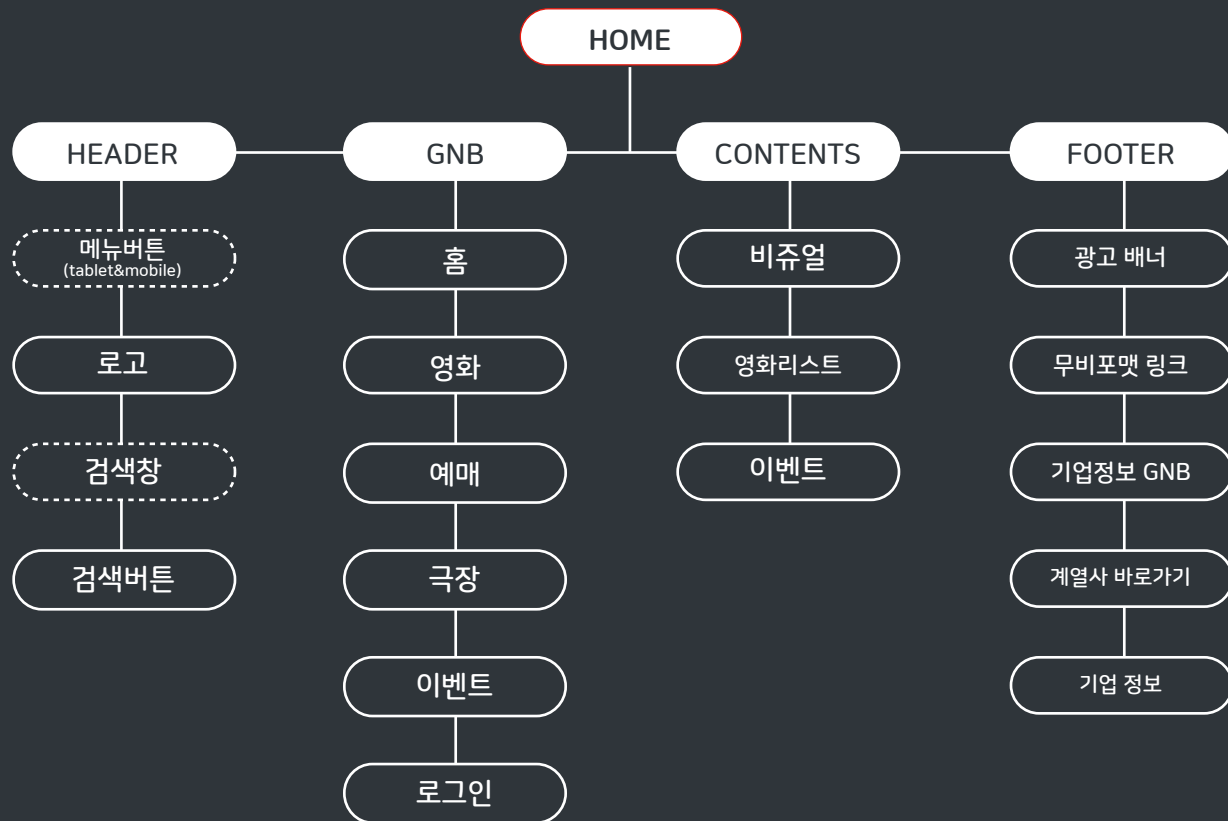 HOME
HEADER
메뉴버튼
(tablet&mobile)
로고
검색창
검색버튼
GNB
홈
영화
예매
극장
이벤트
로그인
CONTENTS
비쥬얼
영화리스트
이벤트
FOOTER
광고 배너
무비포맷 링크
기업정보 GNB
계열사 바로가기
기업 정보